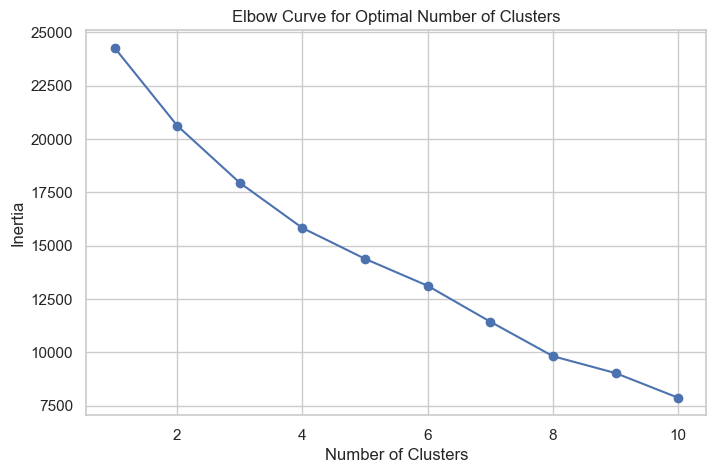 Elbow Curve for Optimal Number of Clusters
25000
22500
20000
17500
15000
12500
10000
7500
Inertia
2 4 6 8 10
Number of Clusters